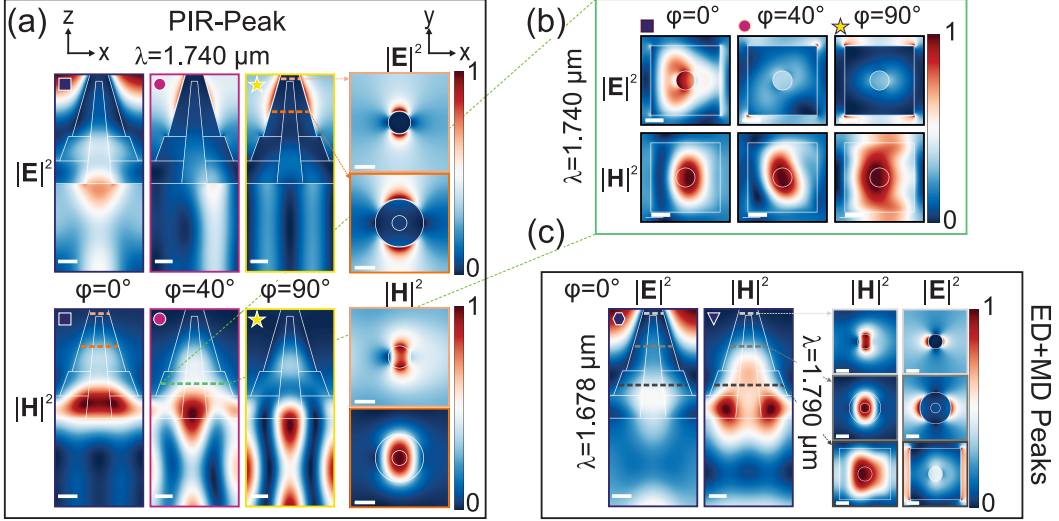 (a)
PIR-Peak
z
x
λ=1.740 µm
y
x
|E|²
1
|E|²
0
φ=0°
φ=40°
φ=90°
|H|²
1
|H|²
0
(b)
φ=0°
φ=40°
φ=90°
λ=1.740 µm
|E|²
1
|H|²
0
(c)
φ=0°
|E|²
|H|²
|H|²
|E|²
1
λ=1.678 µm
λ=1.790 µm
0
ED+MD Peaks